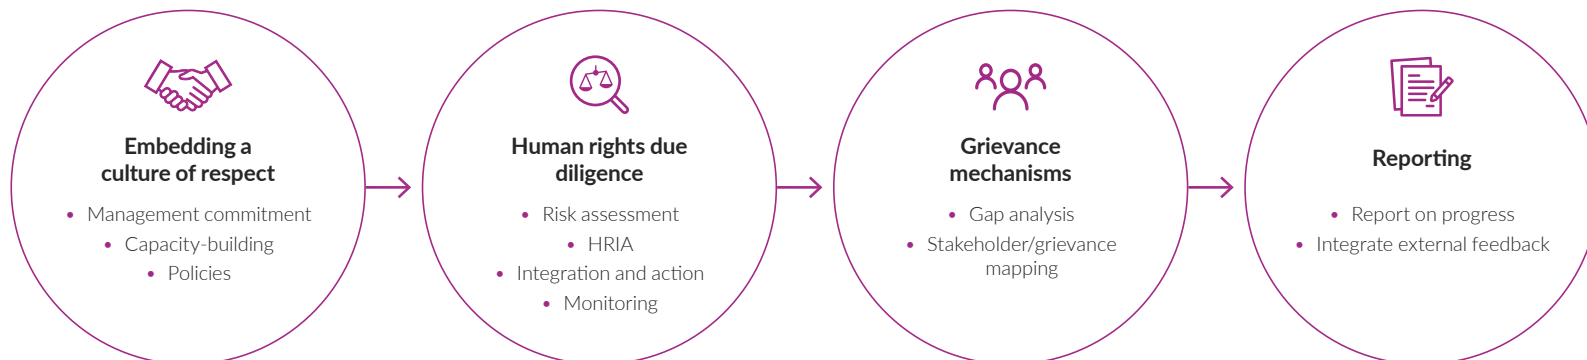 Embedding a
culture of respect
• Management commitment
• Capacity-building
• Policies
Human rights due
diligence
• Risk assessment
• HRIA
• Integration and action
• Monitoring
Grievance
mechanisms
• Gap analysis
• Stakeholder/grievance
mapping
Reporting
• Report on progress
• Integrate external feedback